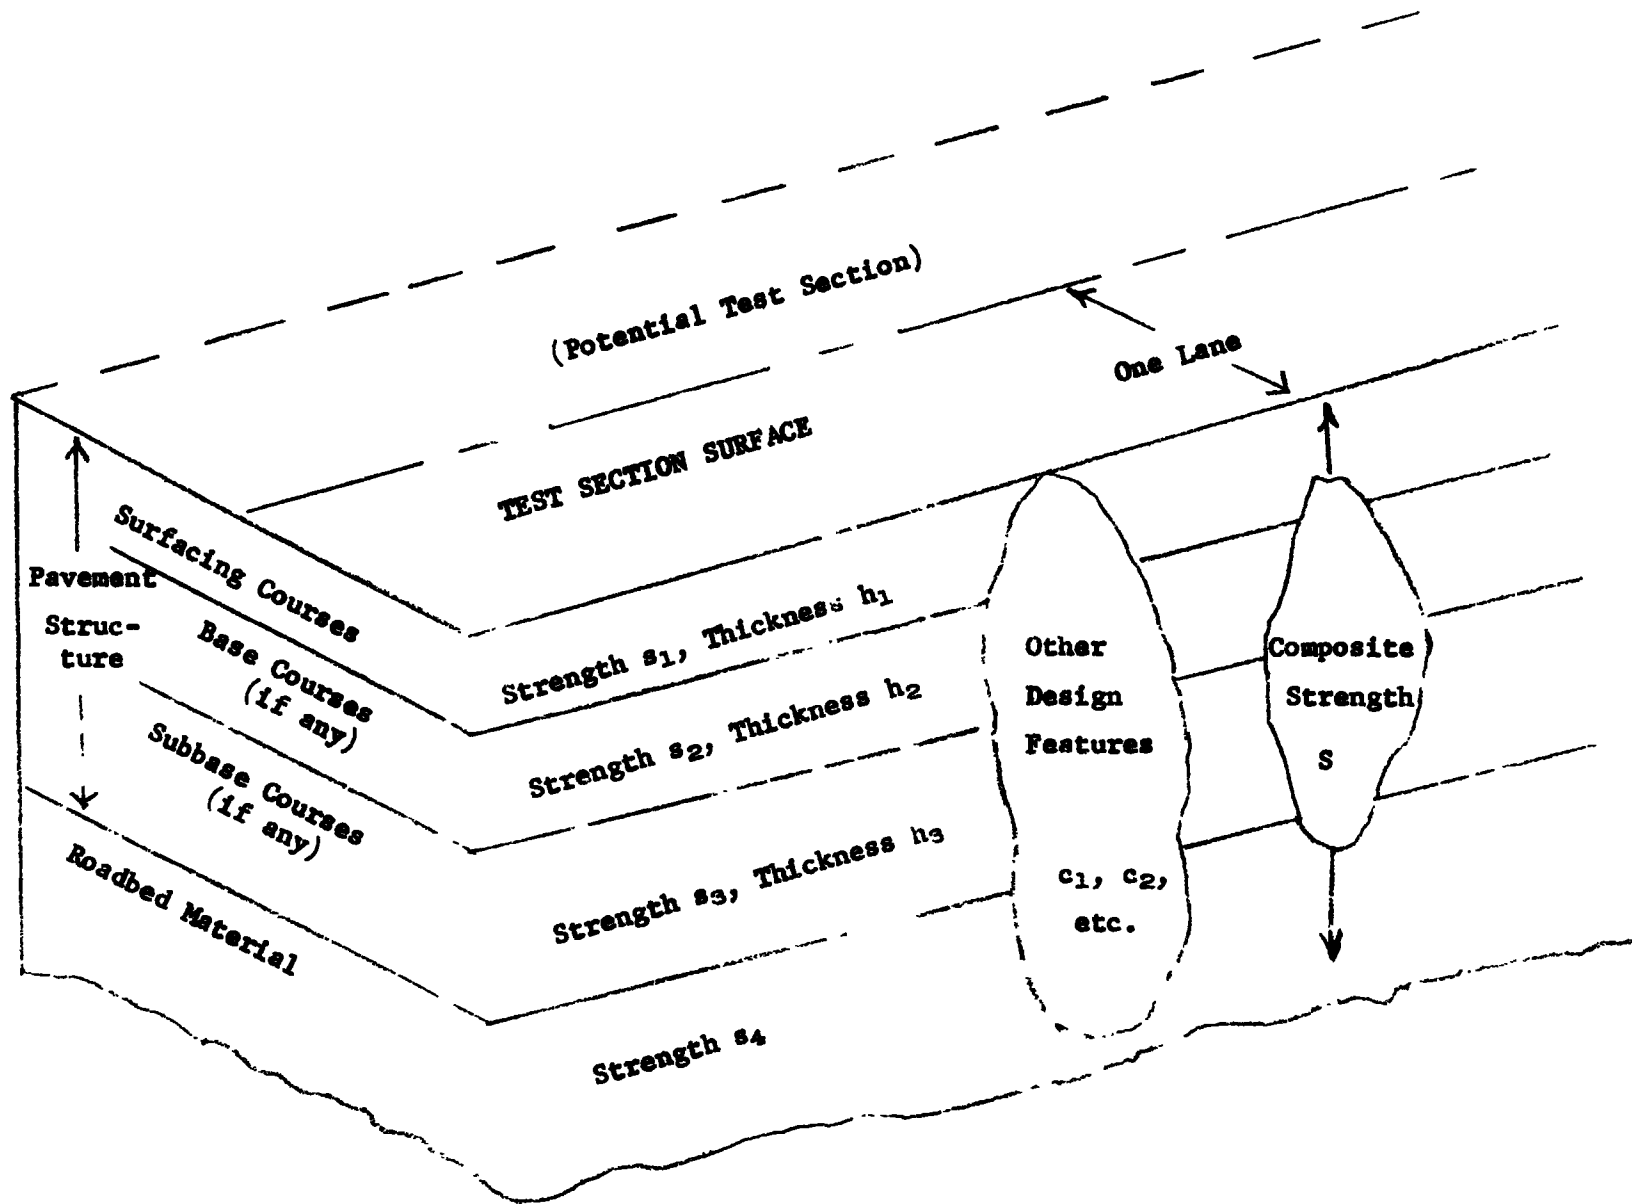 (Potential Test Section)
One Lane
TEST SECTION SURFACE
Surfacing Courses
Pavement
Struc-
ture
Base Courses
(if any)
Subbase Courses
(if any)
Roadbed Material
Strength s₁, Thickness h₁
Strength s₂, Thickness h₂
Strength s₃, Thickness h₃
Strength s₄
Other
Design
Features
c₁, c₂,
etc.
Composite
Strength
S